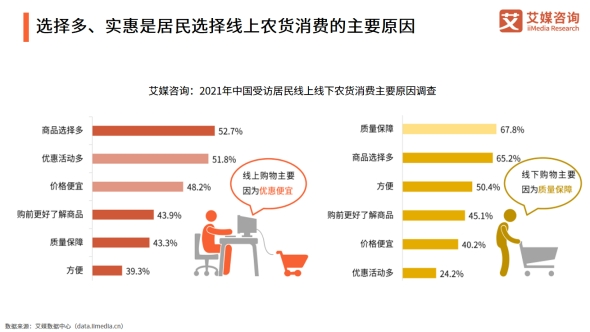 选择多、实惠是居民选择线上农货消费的主要原因
艾媒咨询
iiMedia Research
艾媒咨询：2021年中国受访居民线上线下农货消费主要原因调查
商品选择多 52.7%
优惠活动多 51.8%
价格便宜 48.2%
购前更好了解商品 43.9%
质量保障 43.3%
方便 39.3%
线上购物主要
因为优惠便宜
质量保障 67.8%
商品选择多 65.2%
方便 50.4%
购前更好了解商品 45.1%
价格便宜 40.2%
优惠活动多 24.2%
线下购物主要
因为质量保障
数据来源：艾媒数据中心（data.iimedia.cn）